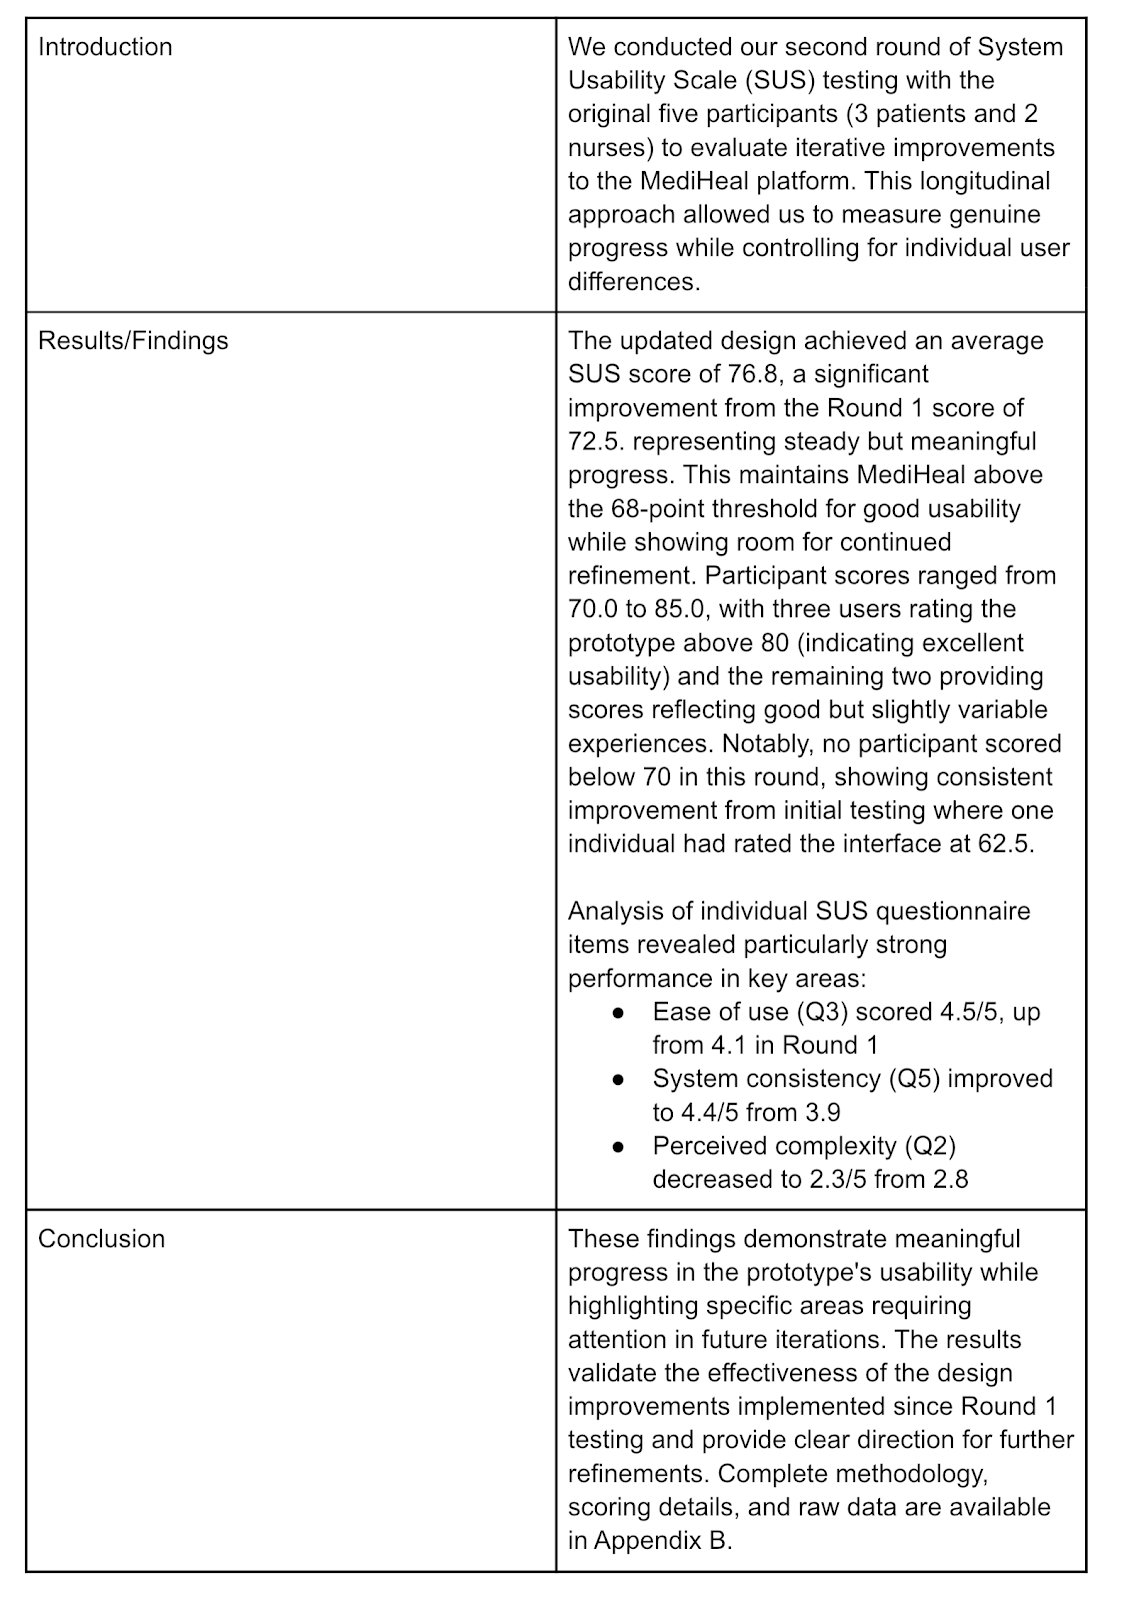 Introduction
We conducted our second round of System
Usability Scale (SUS) testing with the
original five participants (3 patients and 2
nurses) to evaluate iterative improvements
to the MediHeal platform. This longitudinal
approach allowed us to measure genuine
progress while controlling for individual user
differences.
Results/Findings
The updated design achieved an average
SUS score of 76.8, a significant
improvement from the Round 1 score of
72.5. representing steady but meaningful
progress. This maintains MediHeal above
the 68-point threshold for good usability
while showing room for continued
refinement. Participant scores ranged from
70.0 to 85.0, with three users rating the
prototype above 80 (indicating excellent
usability) and the remaining two providing
scores reflecting good but slightly variable
experiences. Notably, no participant scored
below 70 in this round, showing consistent
improvement from initial testing where one
individual had rated the interface at 62.5.
Analysis of individual SUS questionnaire
items revealed particularly strong
performance in key areas:
● Ease of use (Q3) scored 4.5/5, up
from 4.1 in Round 1
● System consistency (Q5) improved
to 4.4/5 from 3.9
● Perceived complexity (Q2)
decreased to 2.3/5 from 2.8
Conclusion
These findings demonstrate meaningful
progress in the prototype's usability while
highlighting specific areas requiring
attention in future iterations. The results
validate the effectiveness of the design
improvements implemented since Round 1
testing and provide clear direction for further
refinements. Complete methodology,
scoring details, and raw data are available
in Appendix B.